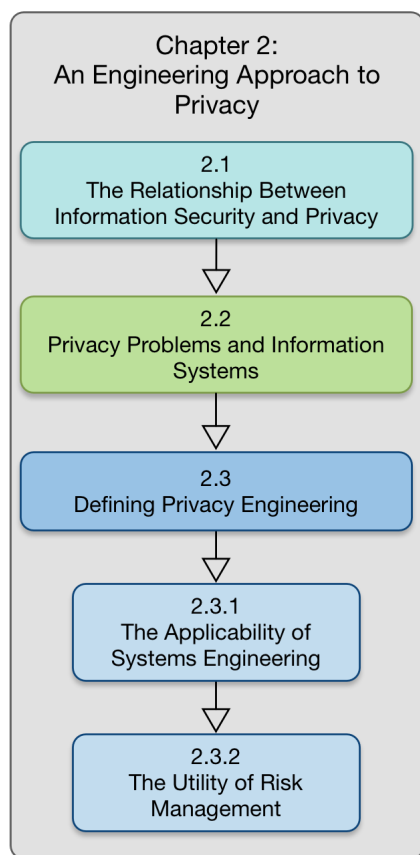 Chapter 2:
An Engineering Approach to
Privacy
2.1
The Relationship Between
Information Security and Privacy
2.2
Privacy Problems and Information
Systems
2.3
Defining Privacy Engineering
2.3.1
The Applicability of
Systems Engineering
2.3.2
The Utility of Risk
Management